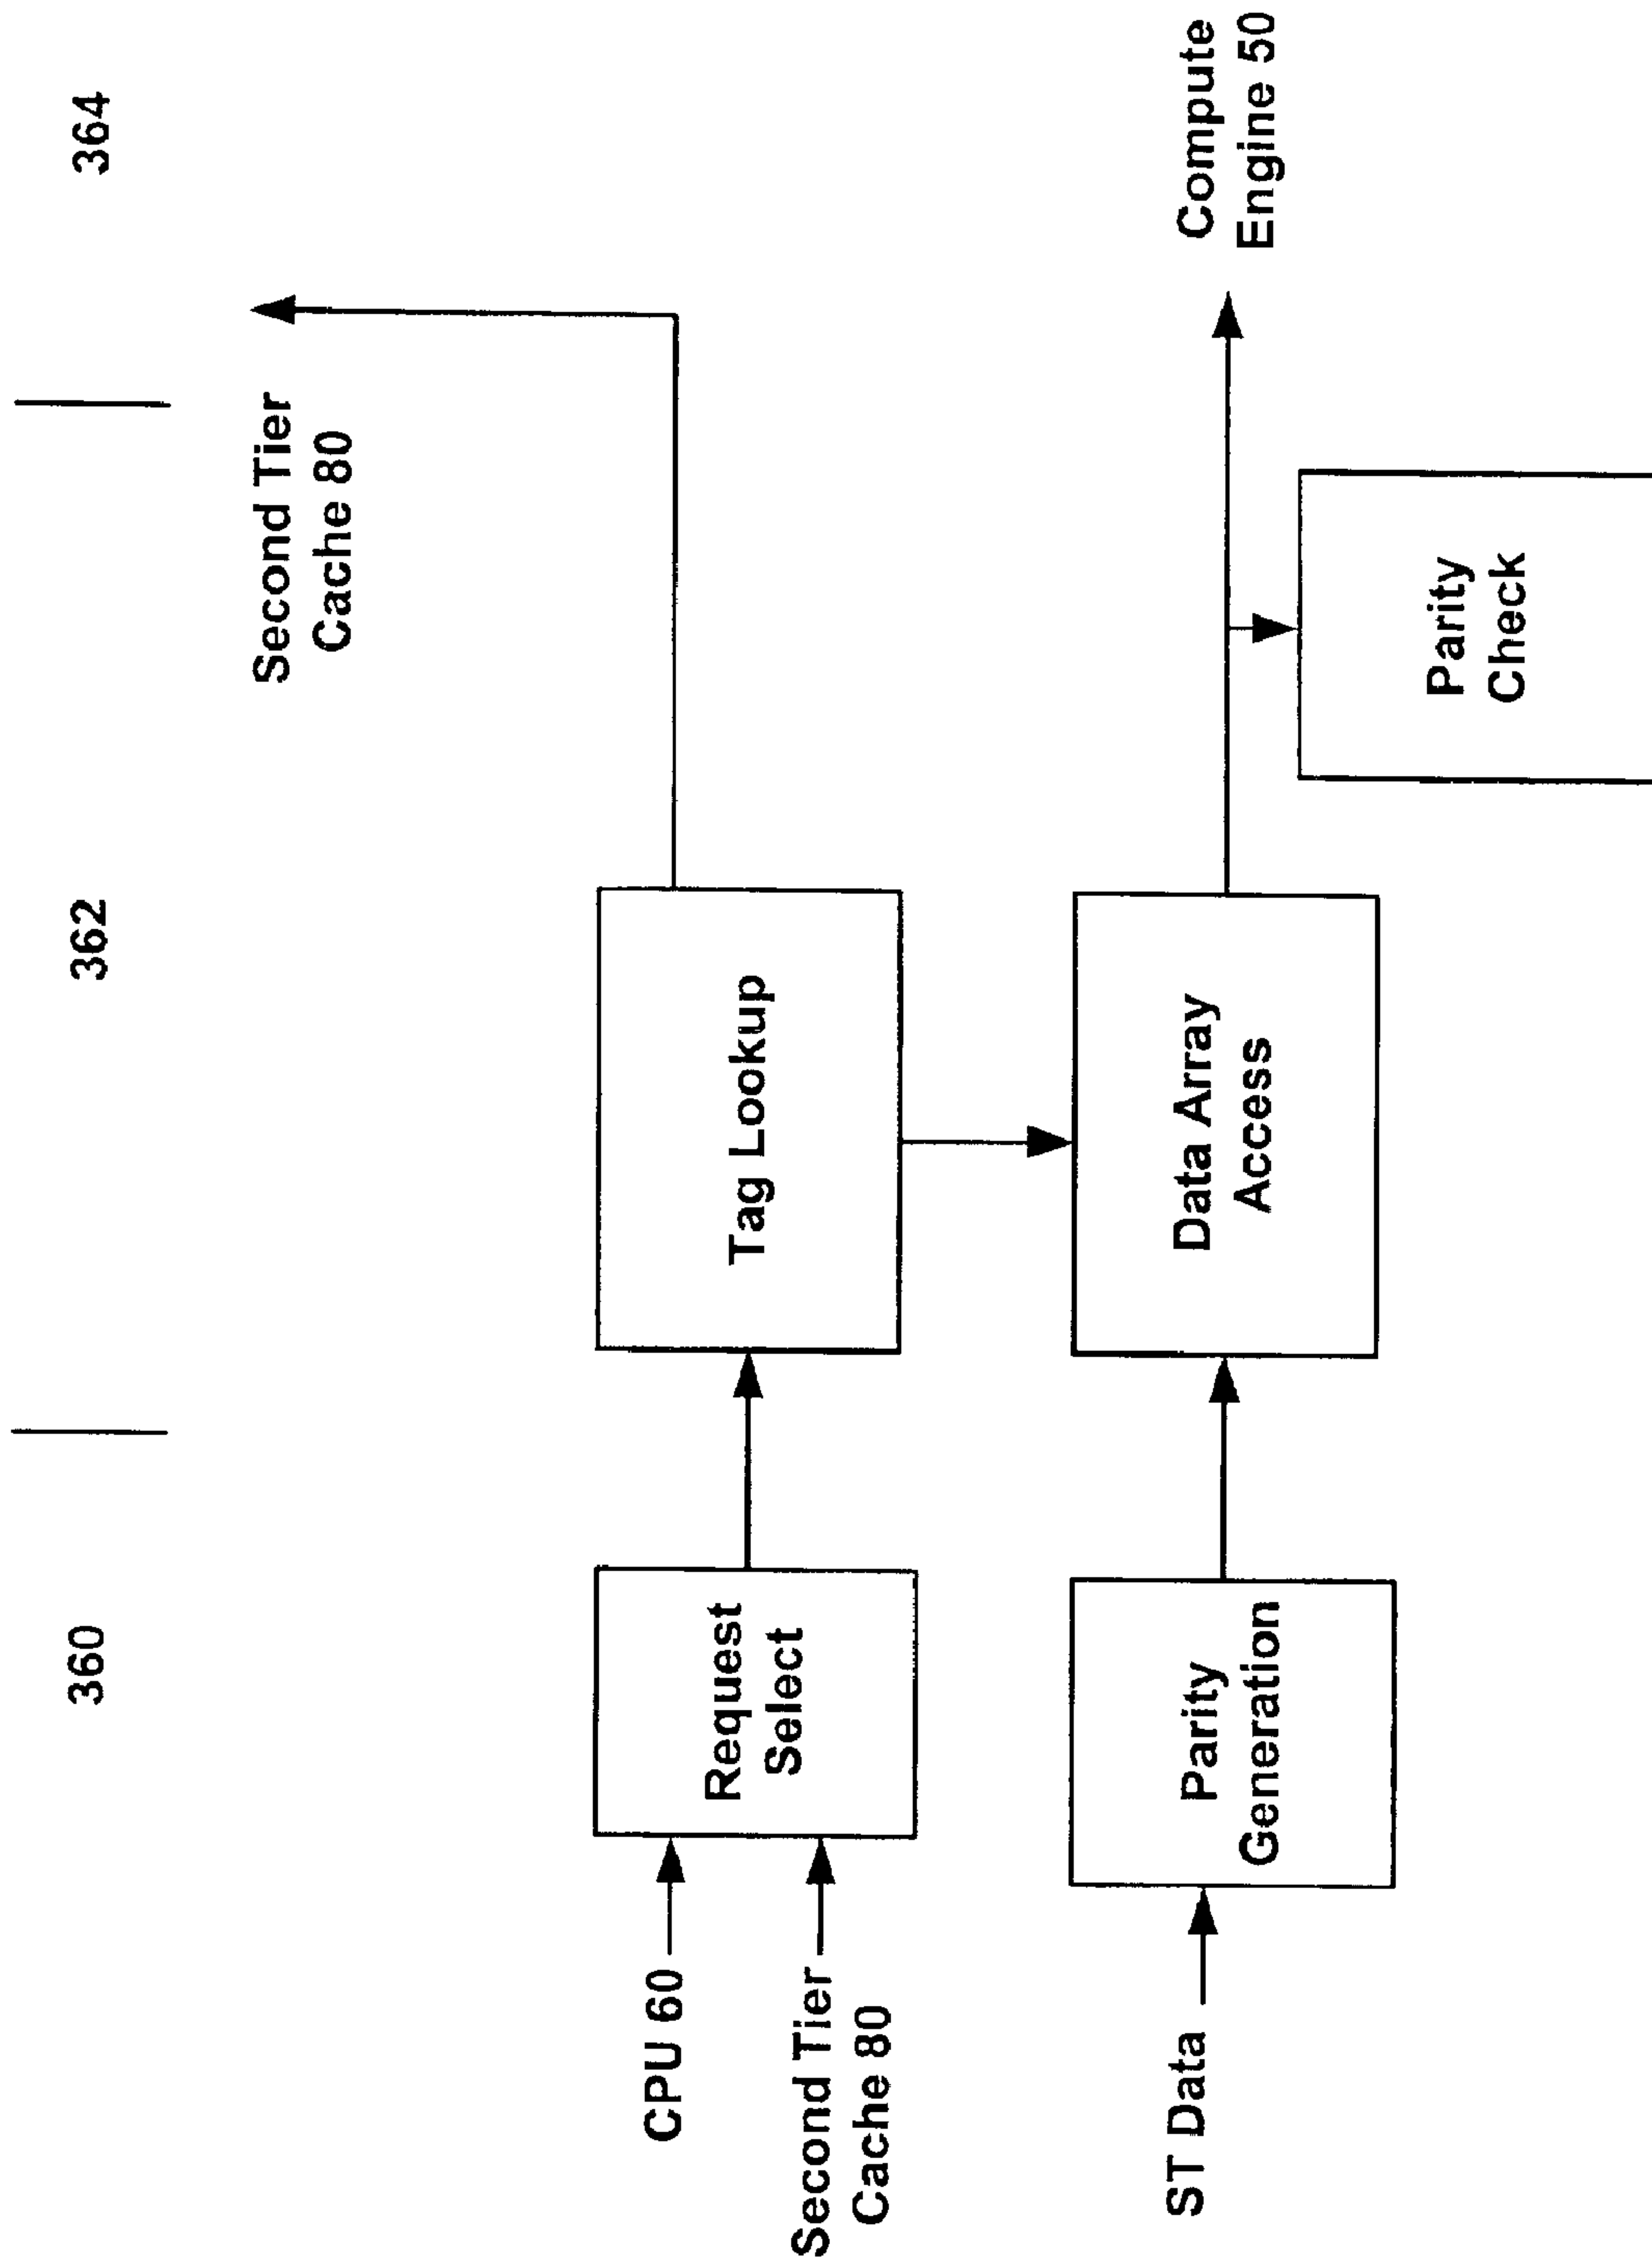 360
362
364
Second Tier
Cache 80
CPU 60
Second Tier
Cache 80
Request
Select
Tag Lookup
ST Data
Parity
Generation
Data Array
Access
Compute
Engine 50
Parity
Check